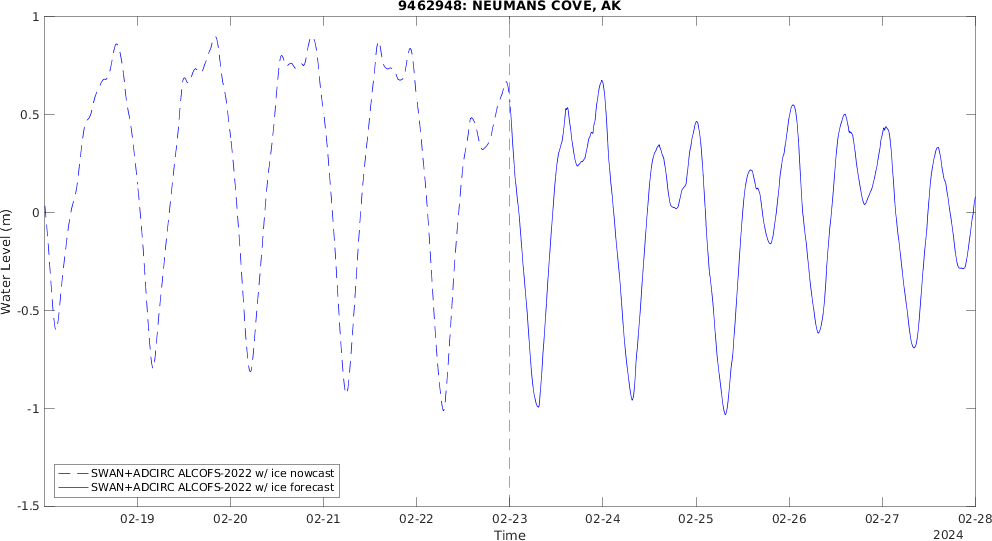 9462948: NEUMANS COVE, AK
1
0.5
0
-0.5
-1
-1.5
Water Level (m)
SWAN+ADCIRC ALCOFS-2022 w/ ice nowcast
SWAN+ADCIRC ALCOFS-2022 w/ ice forecast
02-19 02-20 02-21 02-22 02-23 02-24 02-25 02-26 02-27 02-28
Time
2024